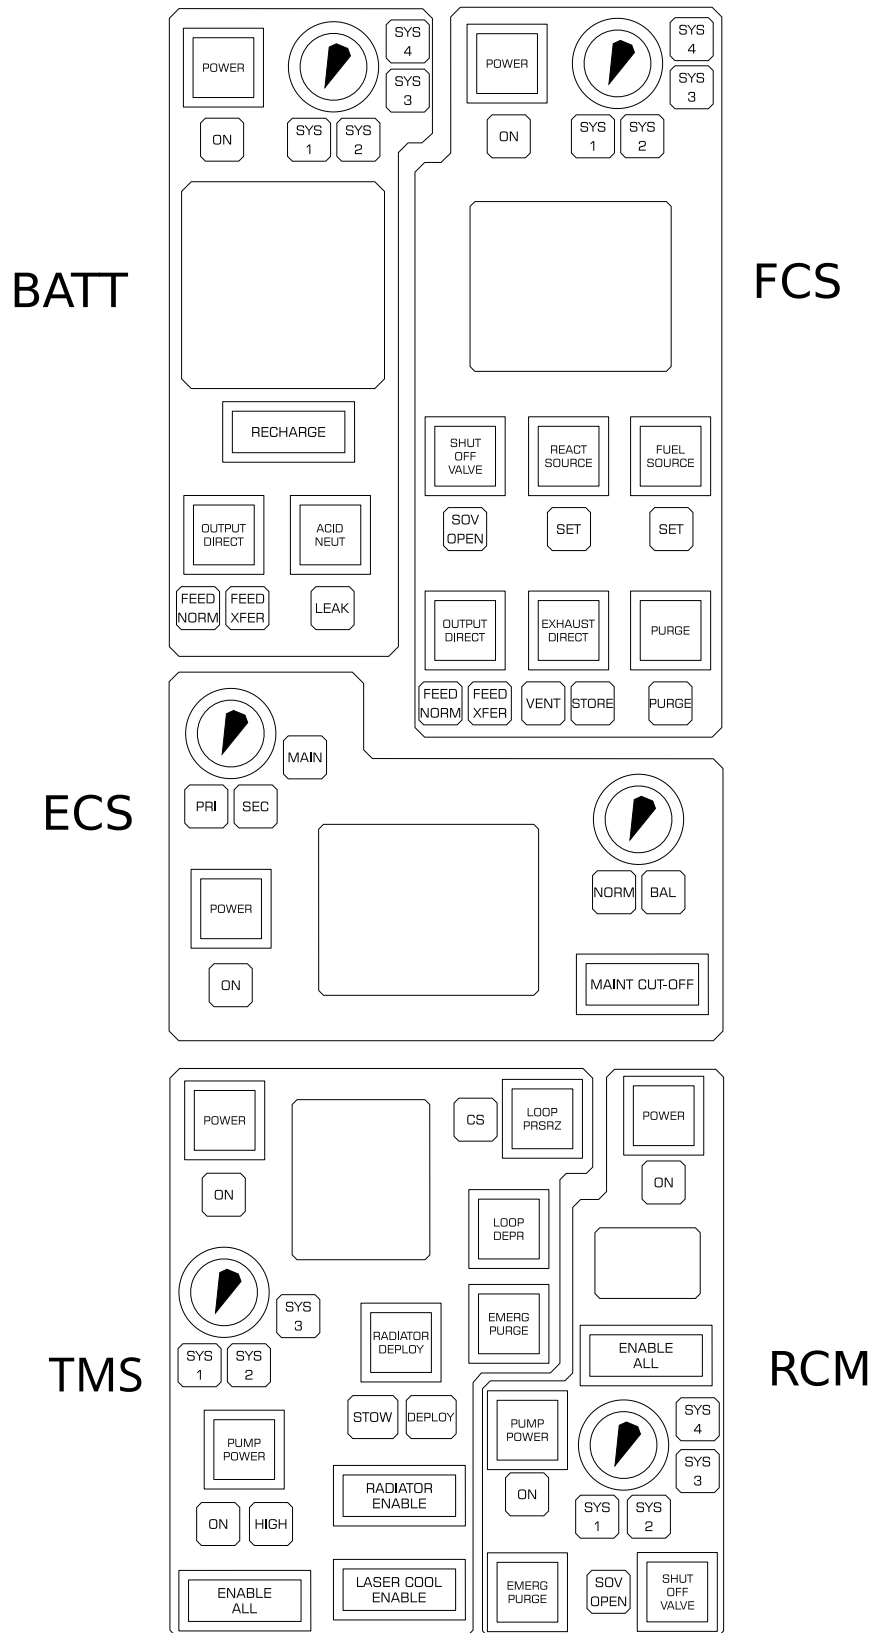 BATT
POWER
ON
SYS
4
SYS
3
SYS
1
SYS
2
RECHARGE
OUTPUT
DIRECT
ACID
NEUT
FEED
NORM
FEED
XFER
LEAK
FCS
POWER
ON
SYS
4
SYS
3
SYS
1
SYS
2
SHUT
OFF
VALVE
REACT
SOURCE
FUEL
SOURCE
SOV
OPEN
SET
SET
OUTPUT
DIRECT
EXHAUST
DIRECT
PURGE
FEED
NORM
FEED
XFER
VENT
STORE
PURGE
ECS
MAIN
PRI
SEC
POWER
ON
NORM
BAL
MAINT CUT-OFF
TMS
POWER
ON
CS
LOOP
PRSRZ
LOOP
DEPR
EMERG
PURGE
SYS
3
SYS
1
SYS
2
RADIATOR
DEPLOY
STOW
DEPLOY
PUMP
POWER
ON
HIGH
RADIATOR
ENABLE
ENABLE
ALL
LASER COOL
ENABLE
RCM
POWER
ON
ENABLE
ALL
PUMP
POWER
ON
SYS
4
SYS
3
SYS
1
SYS
2
EMERG
PURGE
SOV
OPEN
SHUT
OFF
VALVE